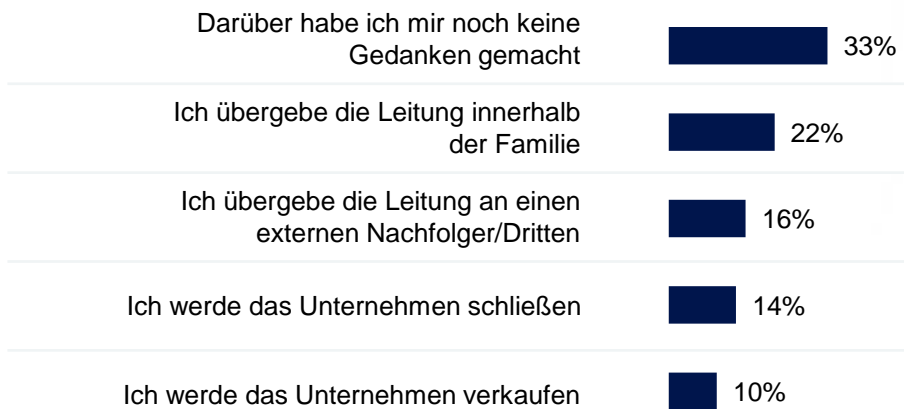 Darüber habe ich mir noch keine
Gedanken gemacht
33%
Ich übergebe die Leitung innerhalb
der Familie
22%
Ich übergebe die Leitung an einen
externen Nachfolger/Dritten
16%
Ich werde das Unternehmen schließen
14%
Ich werde das Unternehmen verkaufen
10%